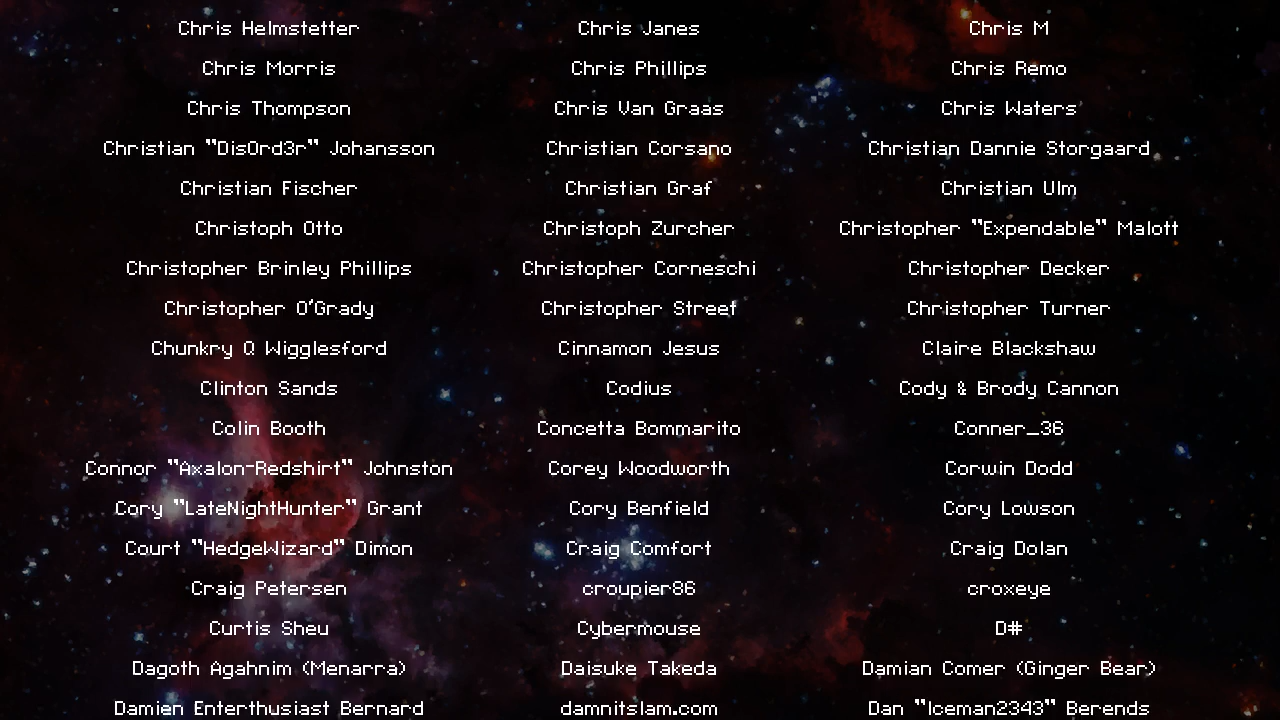 Chris Helmstetter Chris Janes Chris M
Chris Morris Chris Phillips Chris Remo
Chris Thompson Chris Van Graas Chris Waters
Christian "Dis0rd3r" Johansson Christian Corsano Christian Dannie Storgaard
Christian Fischer Christian Graf Christian Ulm
Christoph Otto Christoph Zurcher Christopher "Expendable" Malott
Christopher Brinley Phillips Christopher Corneschi Christopher Decker
Christopher O'Grady Christopher Street Christopher Turner
Chunkry Q Wigglesford Cinnamon Jesus Claire Blackshaw
Clinton Sands Codius Cody & Brody Cannon
Colin Booth Concetta Bommarito Conner_36
Connor "Axalon-Redshirt" Johnston Corey Woodworth Corwin Dodd
Cory "LateNightHunter" Grant Cory Benfield Cory Lowson
Court "HedgeWizard" Dimon Craig Comfort Craig Dolan
Craig Petersen croupier86 croxeye
Curtis Sheu Cybermouse D#
Dagoth Agahnim (Menarra) Daisuke Takeda Damian Comer (Ginger Bear)
Damien Enterthusiast Bernard damnitslam.com Dan "Iceman2343" Berends